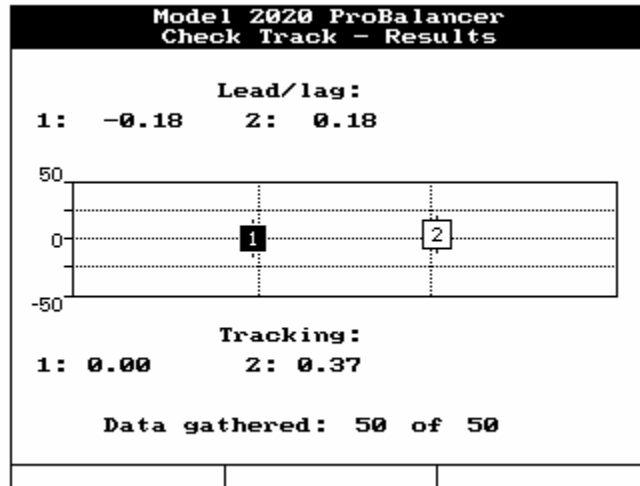 Model 2020 ProBalancer
Check Track - Results
Lead/lag:
1: -0.18 2: 0.18
50
0
1 2
-50
Tracking:
1: 0.00 2: 0.37
Data gathered: 50 of 50